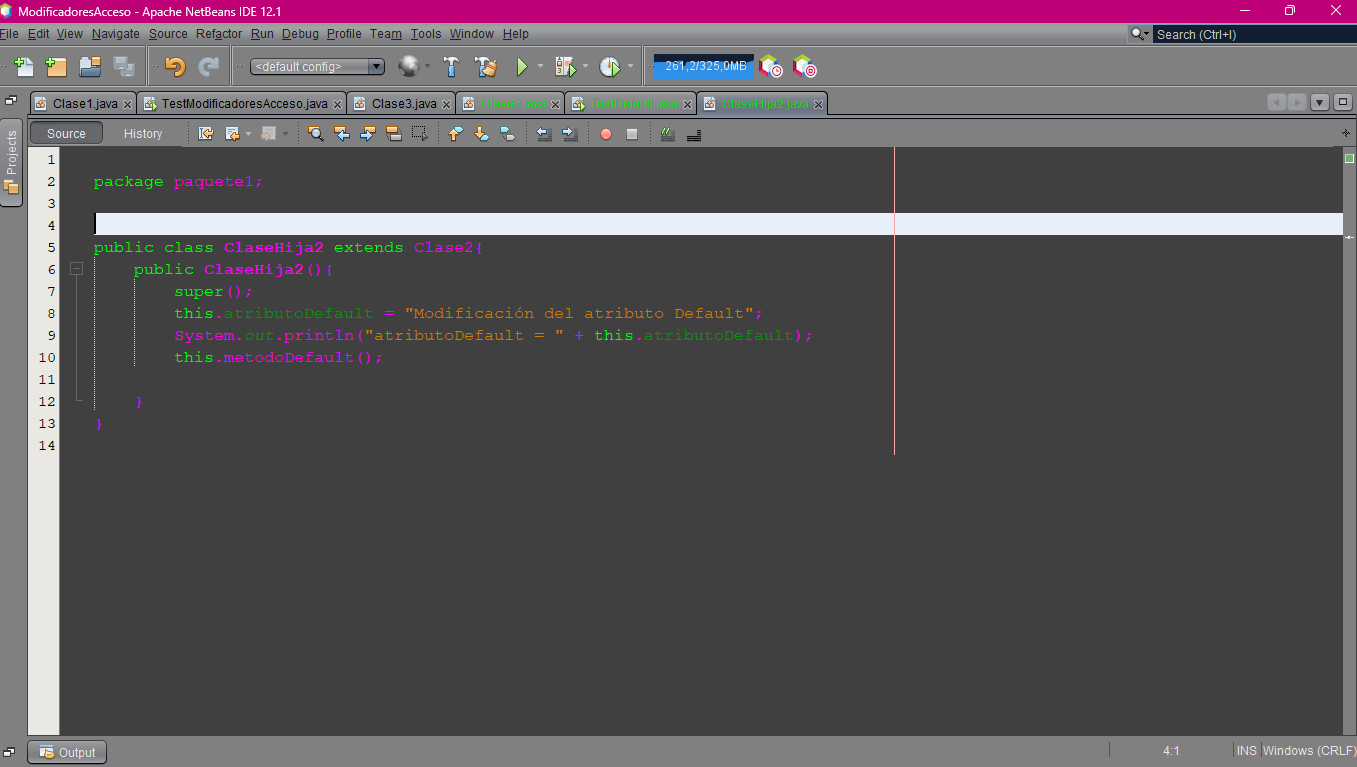 ModificadoresAcceso - Apache NetBeans IDE 12.1
File Edit View Navigate Source Refactor Run Debug Profile Team Tools Window Help
Search (Ctrl+I)
<default config>
261,2/325,0MB
Clase1.java TestModificadoresAcceso.java Clase3.java Clase2.java TestDefault.java ClaseHija2.java
Projects
Source History
1
2 package paquete1;
3
4
5 public class ClaseHija2 extends Clase2{
6 public ClaseHija2(){
7 super();
8 this.atributoDefault = "Modificación del atributo Default";
9 System.out.println("atributoDefault = " + this.atributoDefault);
10 this.metodoDefault();
11
12 }
13 }
14
Output
4:1 INS Windows (CRLF)